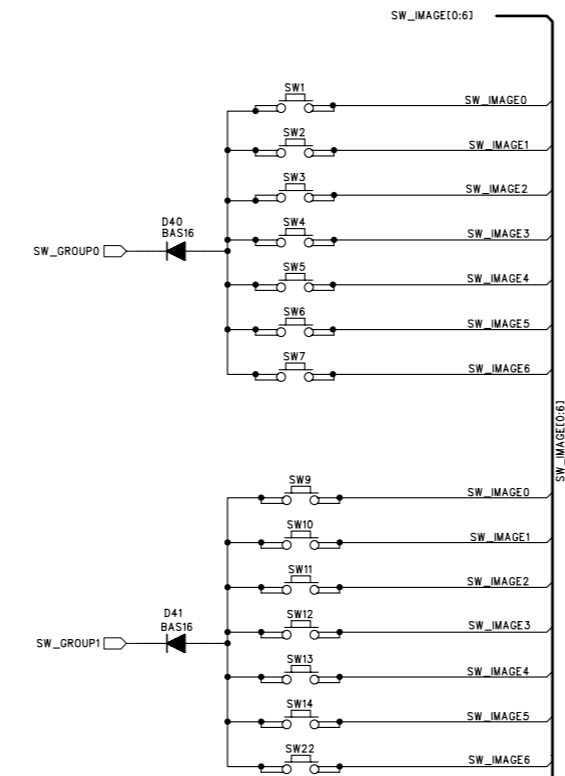 SW_IMAGE[0:6]
SW1
SW_IMAGE0
SW2
SW_IMAGE1
SW3
SW_IMAGE2
D40
BAS16
SW4
SW_IMAGE3
SW_GROUP0
SW5
SW_IMAGE4
SW6
SW_IMAGE5
SW7
SW_IMAGE6
SW_IMAGE[0:6]
SW9
SW_IMAGE0
SW10
SW_IMAGE1
SW11
SW_IMAGE2
D41
BAS16
SW12
SW_IMAGE3
SW_GROUP1
SW13
SW_IMAGE4
SW14
SW_IMAGE5
SW22
SW_IMAGE6